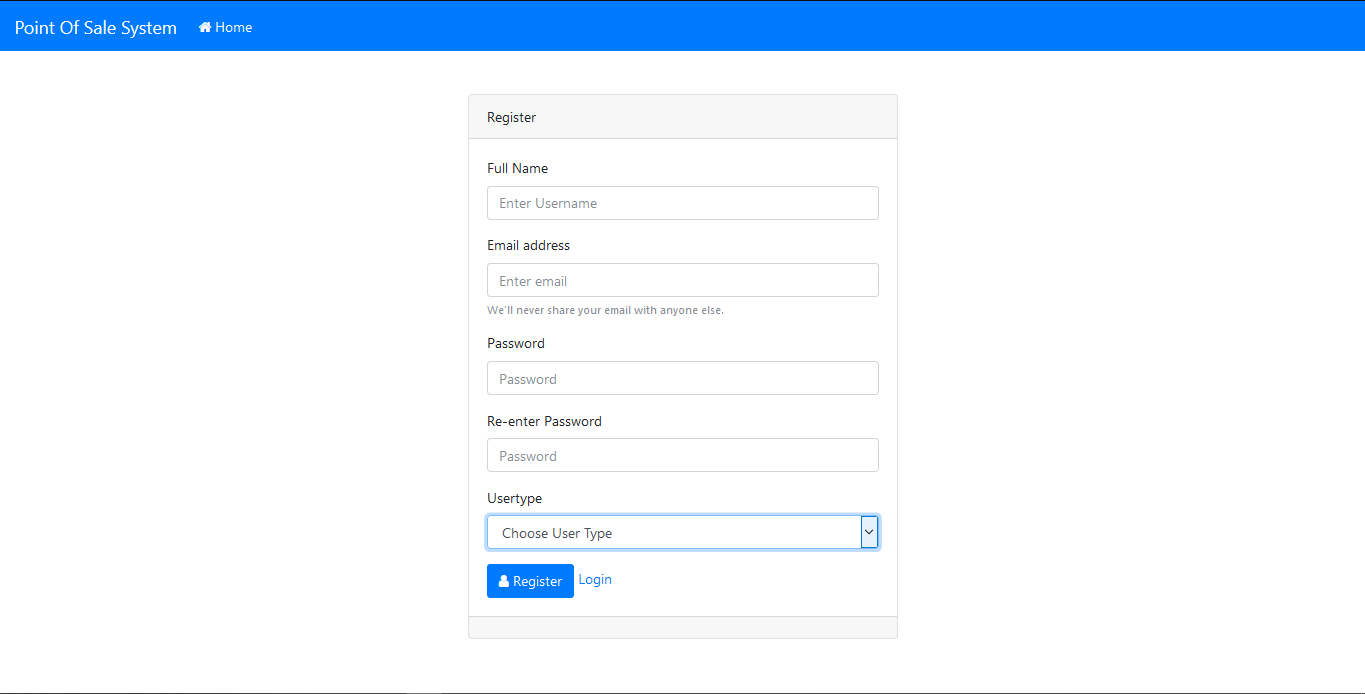 Point Of Sale System Home
Register
Full Name
Enter Username
Email address
Enter email
We'll never share your email with anyone else.
Password
Password
Re-enter Password
Password
Usertype
Choose User Type
Register Login